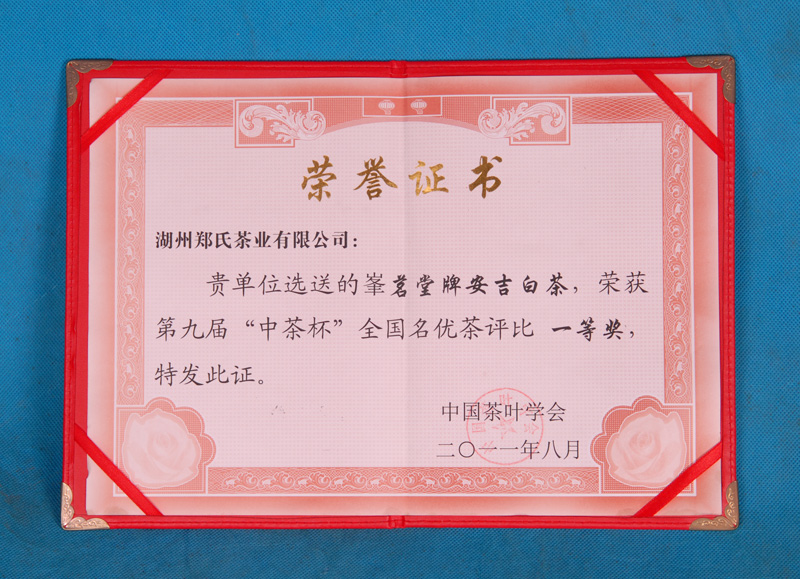 荣誉证书
湖州郑氏茶业有限公司：
贵单位选送的峯茗堂牌安吉白茶，荣获
第九届“中茶杯”全国名优茶评比 一等奖，
特发此证。
中国茶叶学会
二〇一一年八月